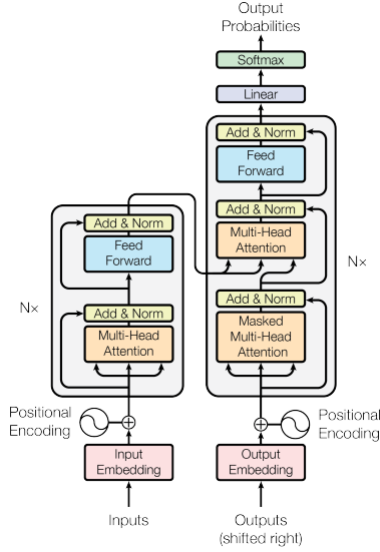 Output
Probabilities
Softmax
Linear
Add & Norm
Feed
Forward
Add & Norm
Multi-Head
Attention
Add & Norm
Masked
Multi-Head
Attention
N×
Add & Norm
Feed
Forward
Add & Norm
Multi-Head
Attention
N×
Positional
Encoding
Positional
Encoding
Input
Embedding
Output
Embedding
Inputs
Outputs
(shifted right)